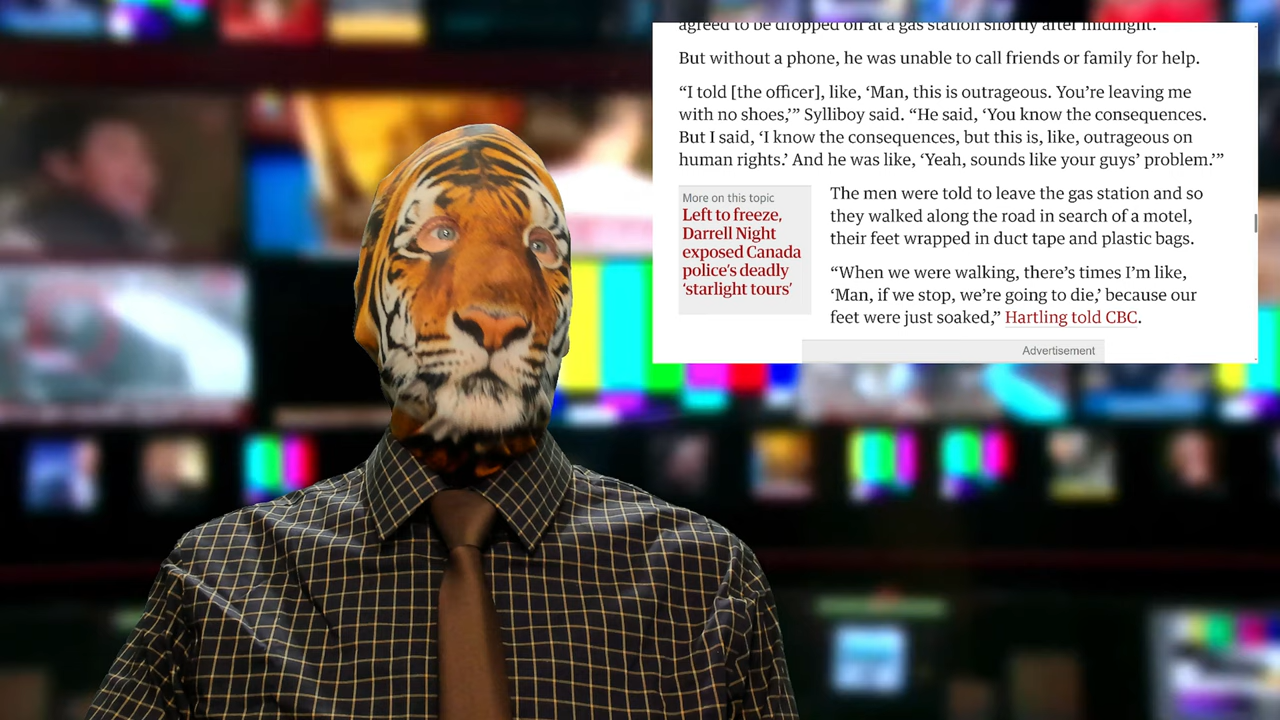 agreed to be dropped off at a gas station shortly after midnight.
But without a phone, he was unable to call friends or family for help.
“I told [the officer], like, ‘Man, this is outrageous. You’re leaving me
with no shoes,’” Sylliboy said. “He said, ‘You know the consequences.
But I said, ‘I know the consequences, but this is, like, outrageous on
human rights.’ And he was like, ‘Yeah, sounds like your guys’ problem.’”
More on this topic
Left to freeze,
Darrell Night
exposed Canada
police’s deadly
‘starlight tours’
The men were told to leave the gas station and so
they walked along the road in search of a motel,
their feet wrapped in duct tape and plastic bags.
“When we were walking, there’s times I’m like,
‘Man, if we stop, we’re going to die,’ because our
feet were just soaked,” Hartling told CBC.
Advertisement